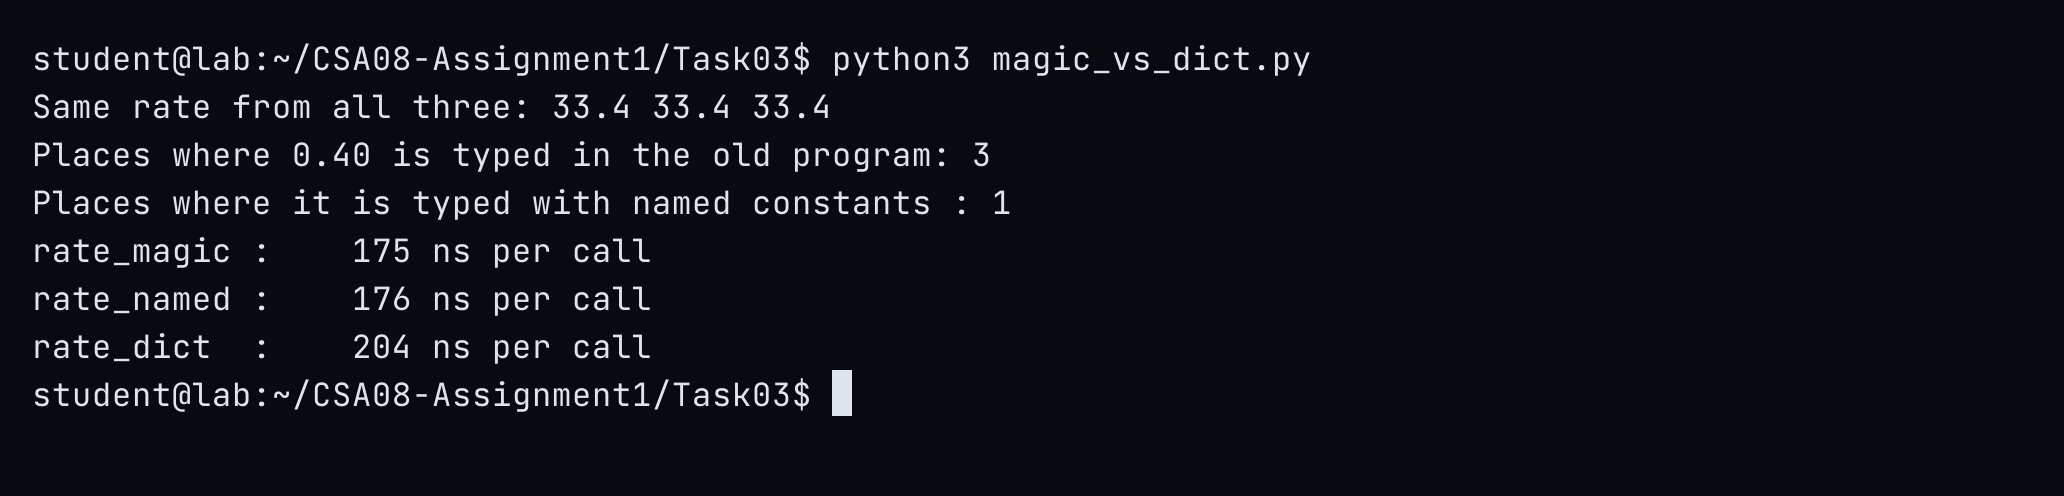 student@lab:~/CSA08-Assignment1/Task03$ python3 magic_vs_dict.py
Same rate from all three: 33.4 33.4 33.4
Places where 0.40 is typed in the old program: 3
Places where it is typed with named constants : 1
rate_magic :    175 ns per call
rate_named :    176 ns per call
rate_dict  :    204 ns per call
student@lab:~/CSA08-Assignment1/Task03$